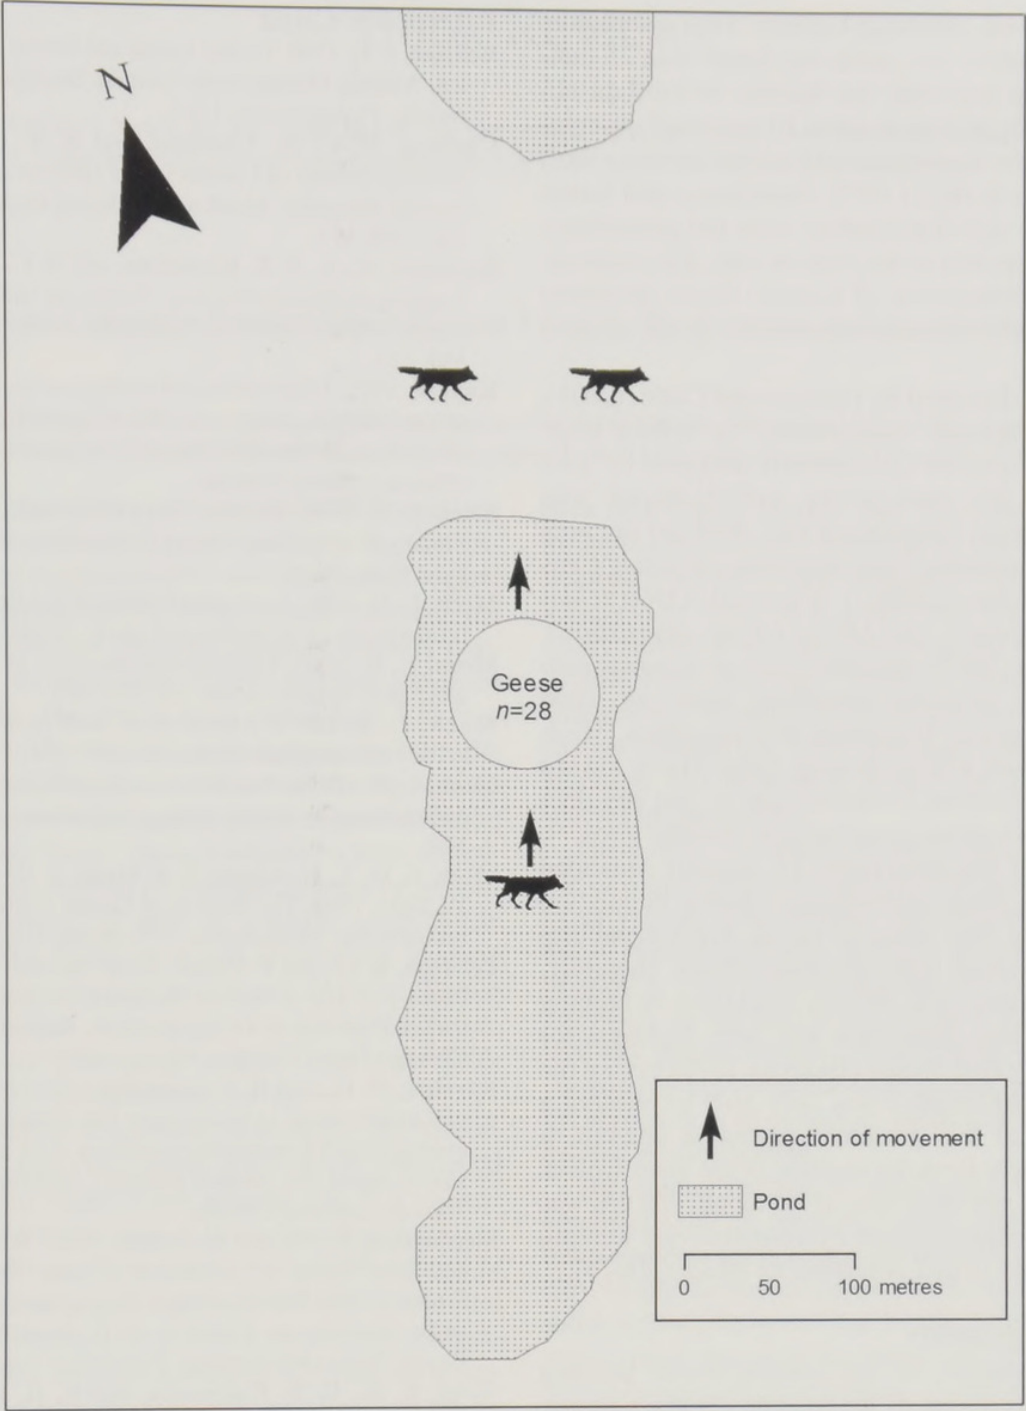 N
Geese
n=28
Direction of movement
Pond
0 50 100 metres